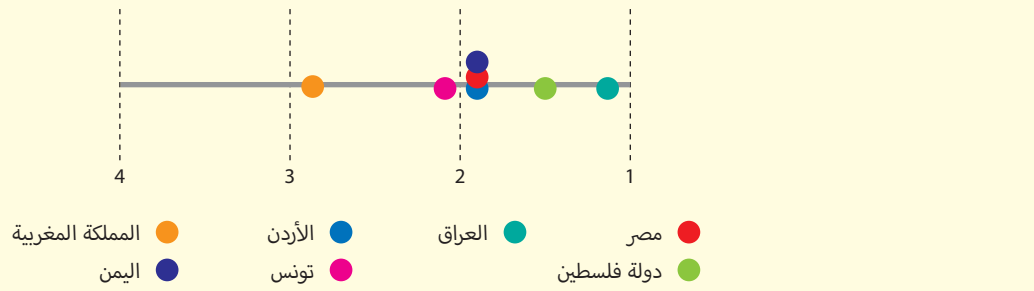 4 3 2 1
مصر العراق الأردن المملكة المغربية
دولة فلسطين تونس اليمن